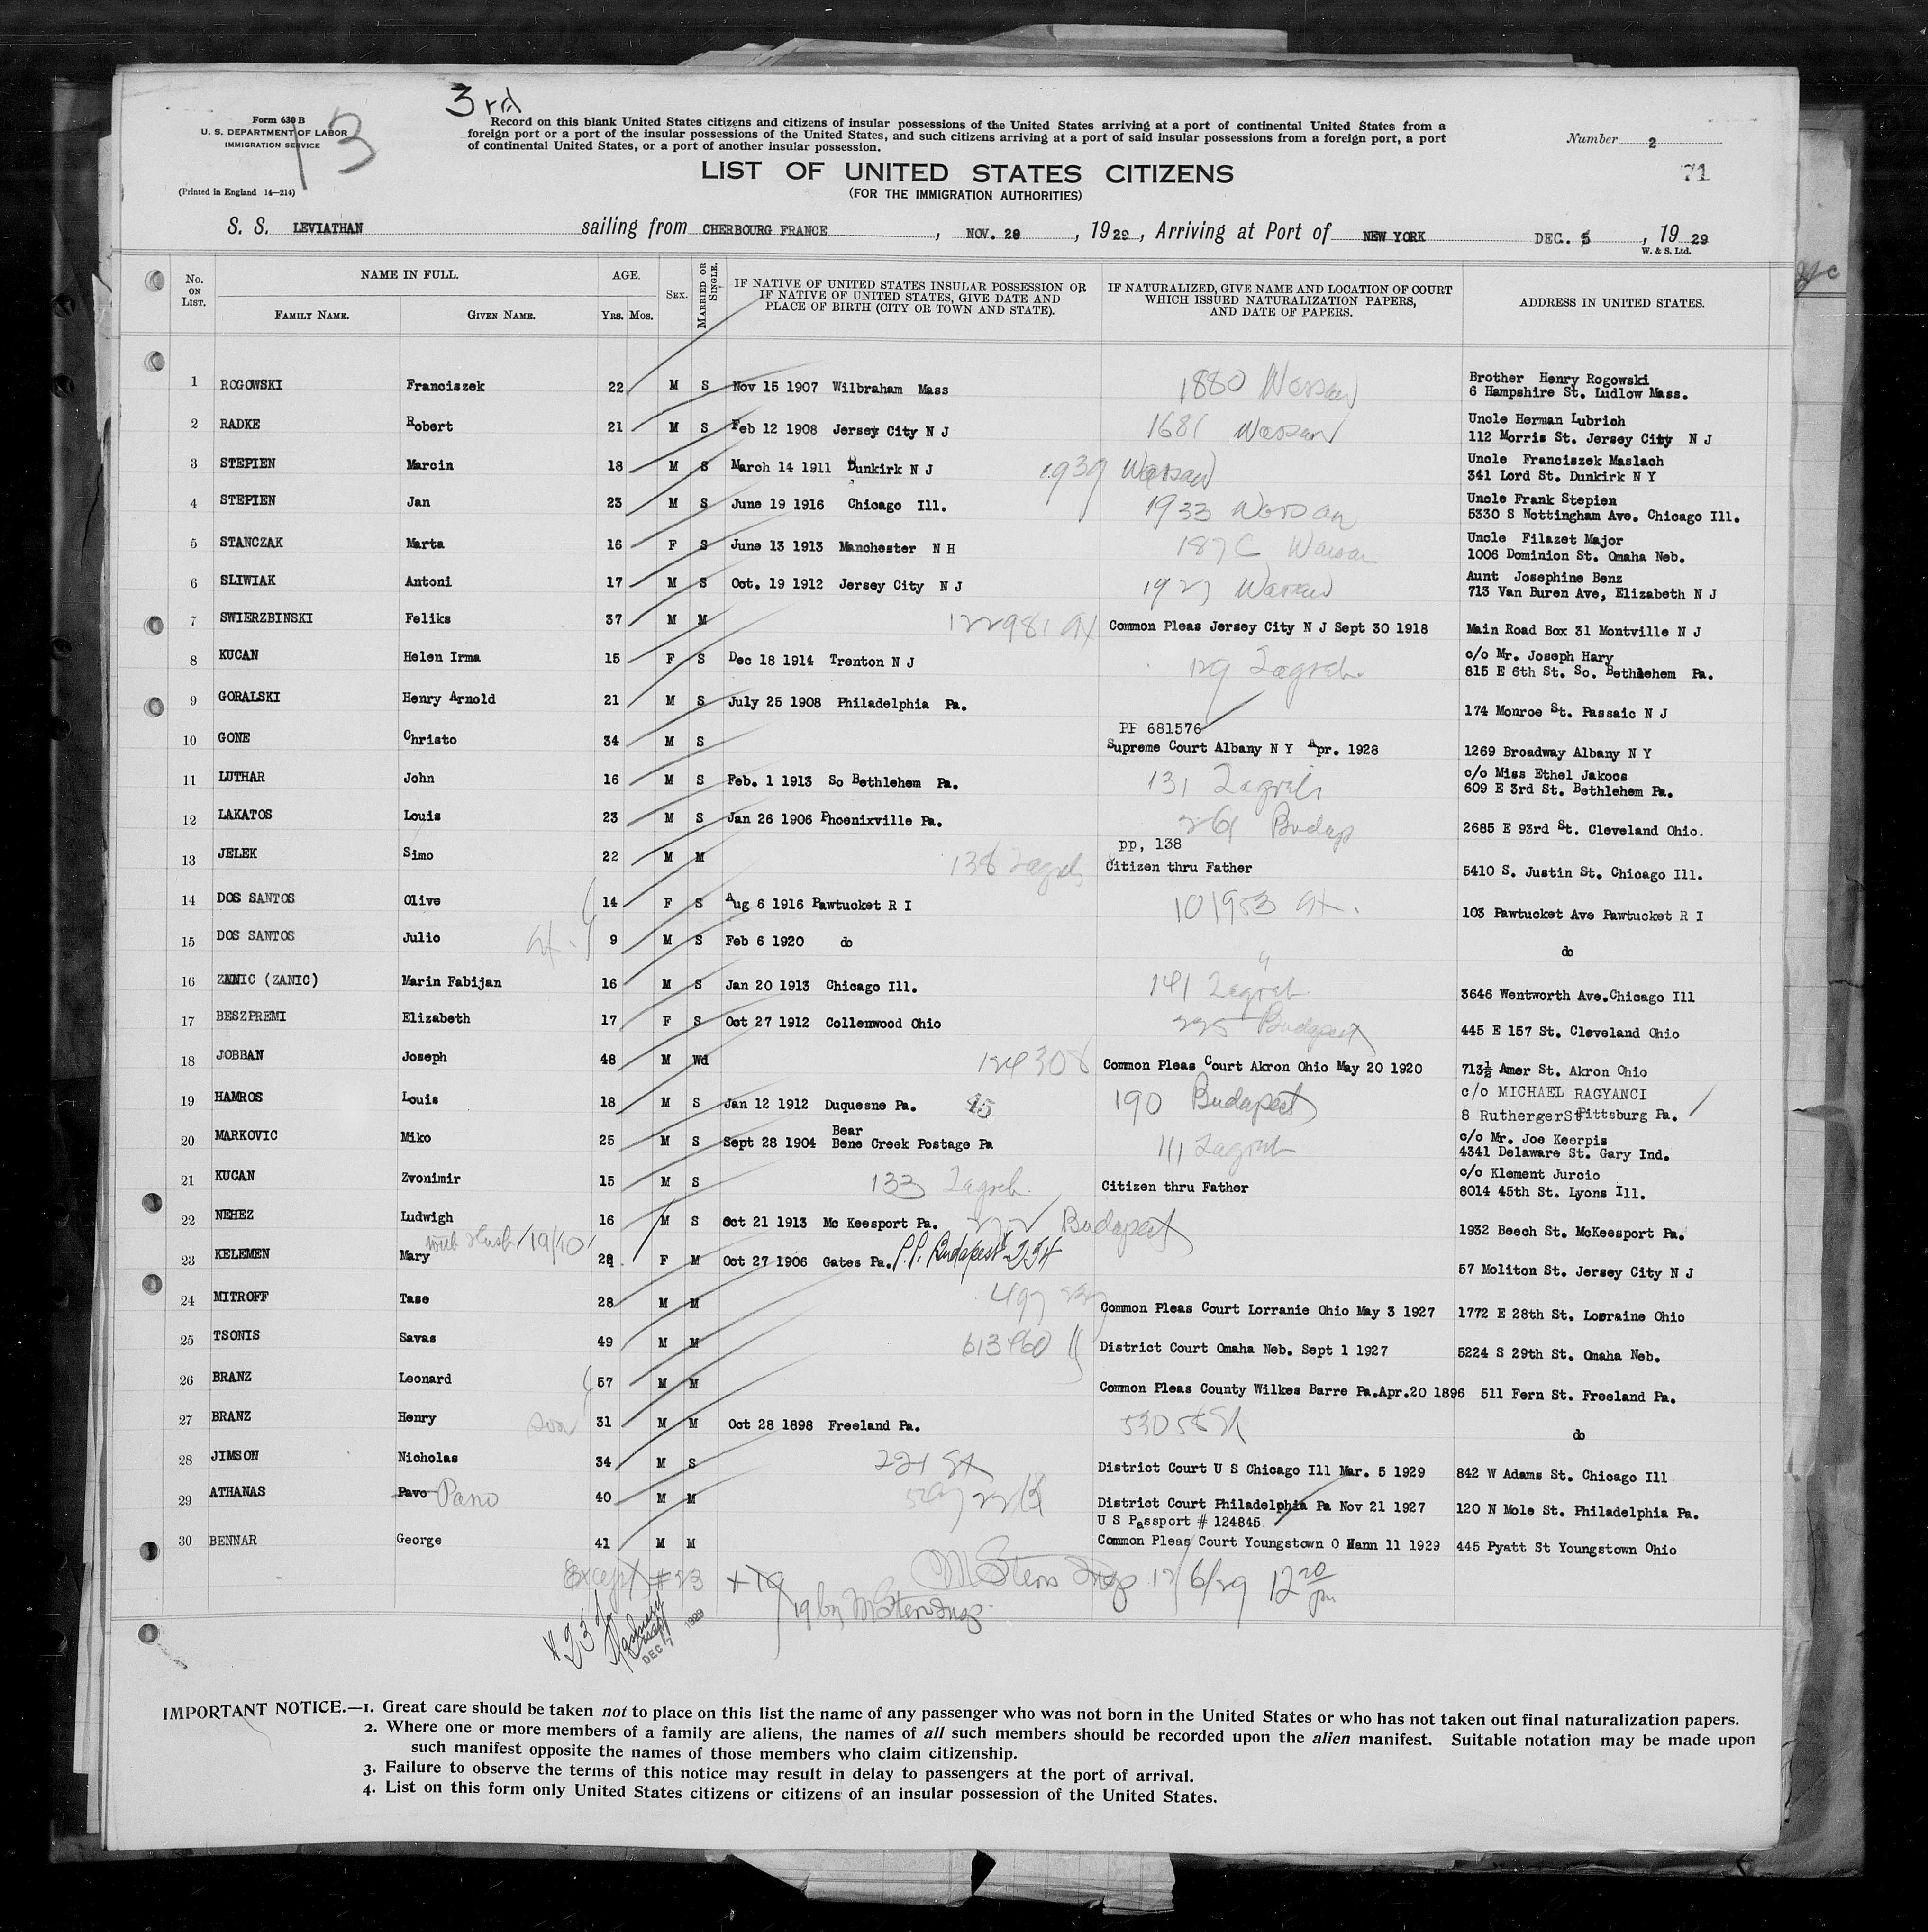 3rd
13
Form 630 B
U. S. DEPARTMENT OF LABOR
IMMIGRATION SERVICE
(Printed in England 14—214)
Record on this blank United States citizens and citizens of insular possessions of the United States arriving at a port of continental United States from a
foreign port or a port of the insular possessions of the United States, and such citizens arriving at a port of said insular possessions from a foreign port, a port
of continental United States, or a port of another insular possession.
Number 2
71
LIST OF UNITED STATES CITIZENS
(FOR THE IMMIGRATION AUTHORITIES)
S. S. LEVIATHAN sailing from CHERBOURG FRANCE, NOV. 29, 1929, Arriving at Port of NEW YORK DEC. 5, 1929
W. & S. Ltd.
No. ON LIST. NAME IN FULL. FAMILY NAME. GIVEN NAME. AGE. YRS. MOS. SEX. MARRIED OR SINGLE. IF NATIVE OF UNITED STATES INSULAR POSSESSION OR IF NATIVE OF UNITED STATES, GIVE DATE AND PLACE OF BIRTH (CITY OR TOWN AND STATE). IF NATURALIZED, GIVE NAME AND LOCATION OF COURT WHICH ISSUED NATURALIZATION PAPERS, AND DATE OF PAPERS. ADDRESS IN UNITED STATES.
1 ROGOWSKI Franciszek 22 M S Nov 15 1907 Wilbraham Mass 1880 Warsaw Brother Henry Rogowski
6 Hampshire St. Ludlow Mass.
2 RADKE Robert 21 M S Feb 12 1908 Jersey City N J 1681 Warsaw Uncle Herman Lubrich
112 Morris St. Jersey City N J
3 STEPIEN Marcin 18 M S March 14 1911 Dunkirk N J 1939 Warsaw Uncle Franciszek Maslach
341 Lord St. Dunkirk N Y
4 STEPIEN Jan 23 M S June 19 1916 Chicago Ill. 1933 Warsaw Uncle Frank Stepien
5330 S Nottingham Ave. Chicago Ill.
5 STANCZAK Marta 16 F S June 13 1913 Manchester N H Warsaw Uncle Filazet Major
1006 Dominion St. Omaha Neb.
6 SLIWIAK Antoni 17 M S Oct. 19 1912 Jersey City N J 1927 Warsaw Aunt Josephine Benz
713 Van Buren Ave, Elizabeth N J
7 SWIERZBINSKI Feliks 37 M M 122981 Common Pleas Jersey City N J Sept 30 1918 Main Road Box 31 Montville N J
8 KUCAN Helen Irma 15 F S Dec 18 1914 Trenton N J 129 Zagreb c/o Mr. Joseph Hary
815 E 6th St. So. Bethlehem Pa.
9 GORALSKI Henry Arnold 21 M S July 25 1908 Philadelphia Pa. 174 Monroe St. Passaic N J
PP 681576
10 GONE Christo 34 M S Supreme Court Albany N Y Apr. 1928 1269 Broadway Albany N Y
11 LUTHAR John 16 M S Feb. 1 1913 So Bethlehem Pa. 131 Zagreb c/o Miss Ethel Jakocs
609 E 3rd St. Bethlehem Pa.
12 LAKATOS Louis 23 M S Jan 26 1906 Phoenixville Pa. 261 Budap 2685 E 93rd St. Cleveland Ohio.
pp, 138
13 JELEK Simo 22 M M 138 Zagreb Citizen thru Father 5410 S. Justin St. Chicago Ill.
14 DOS SANTOS Olive 14 F S Aug 6 1916 Pawtucket R I 101953 103 Pawtucket Ave Pawtucket R I
15 DOS SANTOS Julio 9 M S Feb 6 1920 do " do
16 ZANIC (ZANIC) Marin Fabijan 16 M S Jan 20 1913 Chicago Ill. 141 Zagreb 3646 Wentworth Ave.Chicago Ill
17 BESZPREMI Elizabeth 17 F S Oct 27 1912 Collenwood Ohio 225 Budapest 445 E 157 St. Cleveland Ohio
18 JOBBAN Joseph 48 M Wd 124308 Common Pleas Court Akron Ohio May 20 1920 713½ Amer St. Akron Ohio
19 HAMROS Louis 18 M S Jan 12 1912 Duquesne Pa. 45 190 Budapest c/o MICHAEL RAGYANCI
8 RuthergerSt Pittsburg Pa.
Bear
20 MARKOVIC Miko 25 M S Sept 28 1904 Bene Creek Postage Pa 111 Zagreb c/o Mr. Joe Keerpis
4341 Delaware St. Gary Ind.
21 KUCAN Zvonimir 15 M S 133 Zagreb Citizen thru Father c/o Klement Jurcic
8014 45th St. Lyons Ill.
22 NEHEZ Ludwigh 16 M S Oct 21 1913 Mc Keesport Pa. 272 Budapest 1932 Beech St. McKeesport Pa.
with Husb /19/10
23 KELEMEN Mary F M Oct 27 1906 Gates Pa. P.P. Budapest 234 57 Moliton St. Jersey City N J
24 MITROFF Tase 28 M M Common Pleas Court Lorranie Ohio May 3 1927 1772 E 28th St. Lorraine Ohio
25 TSONIS Savas 49 M M 613460 District Court Omaha Neb. Sept 1 1927 5224 S 29th St. Omaha Neb.
26 BRANZ Leonard 57 M M Common Pleas County Wilkes Barre Pa.Apr.20 1896 511 Fern St. Freeland Pa.
27 BRANZ Henry son 31 M M Oct 28 1898 Freeland Pa. do
28 JIMSON Nicholas 34 M S District Court U S Chicago Ill Mar. 5 1929 842 W Adams St. Chicago Ill
29 ATHANAS Pavo Pano 40 M M District Court Philadelphia Pa Nov 21 1927 120 N Mole St. Philadelphia Pa.
U S Passport # 124845
30 BENNAR George 41 M M Common Pleas Court Youngstown O Mann 11 1929 445 Pyatt St Youngstown Ohio
Except #23 + 19 M Stern Insp 12/6/29 12 20 pm
19 by M Stern Insp.
#23
DEC 7 1929
IMPORTANT NOTICE.—1. Great care should be taken not to place on this list the name of any passenger who was not born in the United States or who has not taken out final naturalization papers.
2. Where one or more members of a family are aliens, the names of all such members should be recorded upon the alien manifest. Suitable notation may be made upon
such manifest opposite the names of those members who claim citizenship.
3. Failure to observe the terms of this notice may result in delay to passengers at the port of arrival.
4. List on this form only United States citizens or citizens of an insular possession of the United States.